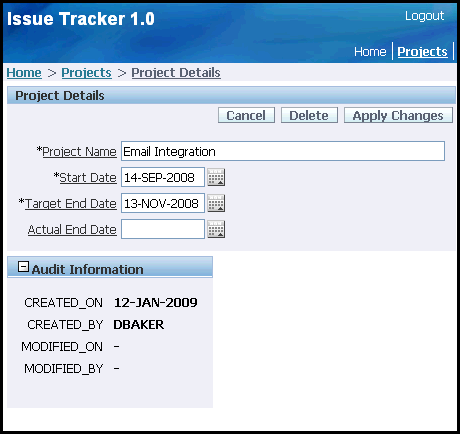 Issue Tracker 1.0
Logout
Home Projects
Home > Projects > Project Details
Project Details
Cancel Delete Apply Changes
*Project Name Email Integration
*Start Date 14-SEP-2008
*Target End Date 13-NOV-2008
Actual End Date
Audit Information
CREATED_ON 12-JAN-2009
CREATED_BY DBAKER
MODIFIED_ON -
MODIFIED_BY -